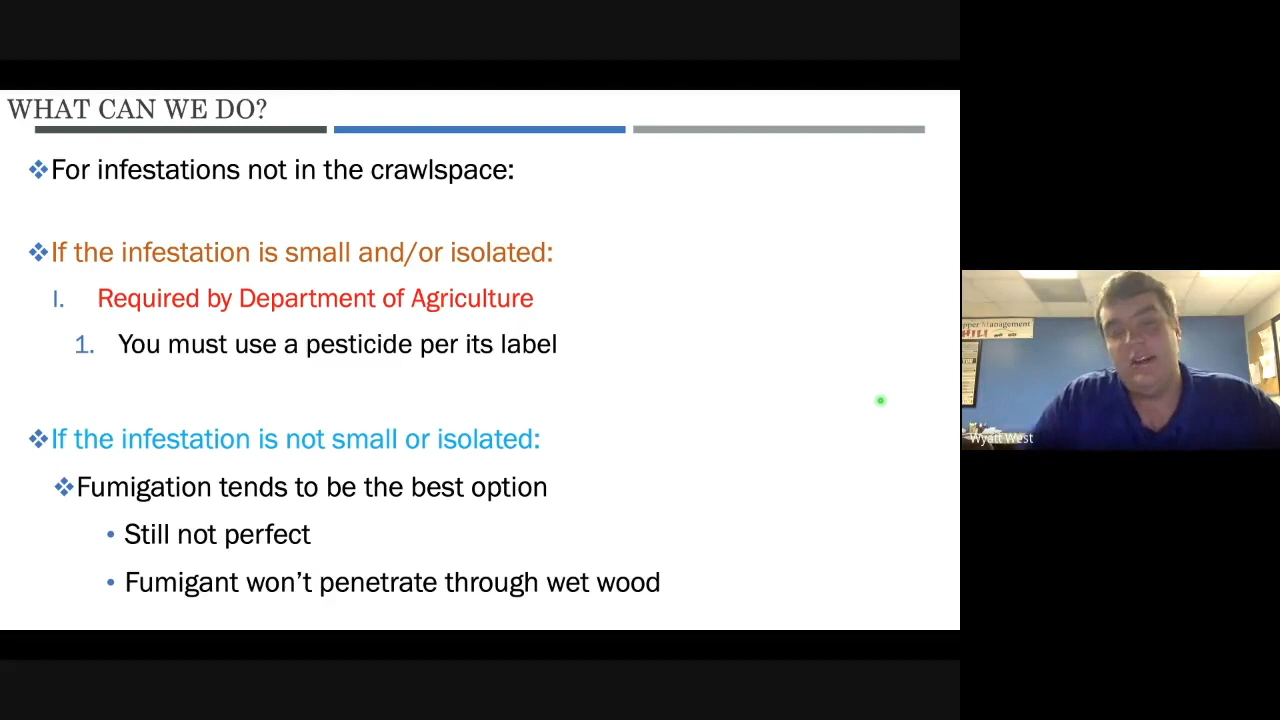 WHAT CAN WE DO?
❖For infestations not in the crawlspace:
❖If the infestation is small and/or isolated:
I. Required by Department of Agriculture
1. You must use a pesticide per its label
❖If the infestation is not small or isolated:
❖Fumigation tends to be the best option
• Still not perfect
• Fumigant won’t penetrate through wet wood
pper Management
Wyatt West